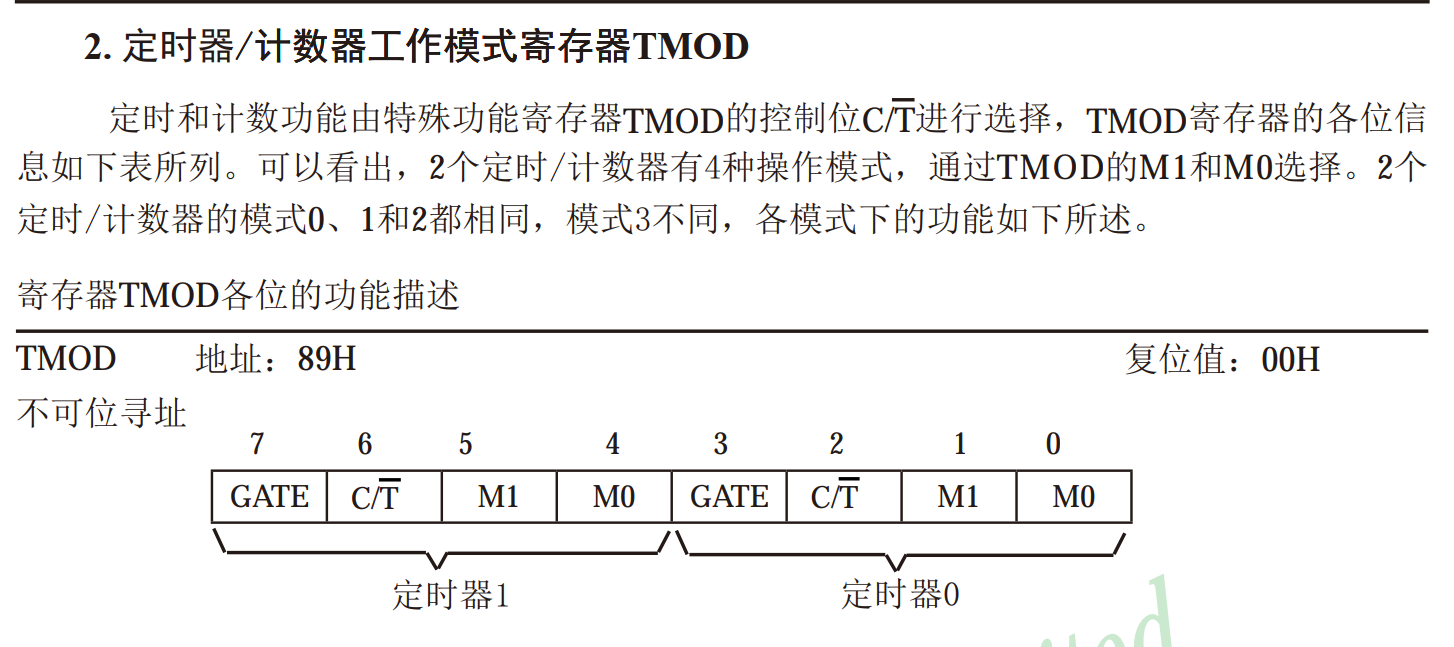 2. 定时器/计数器工作模式寄存器TMOD
定时和计数功能由特殊功能寄存器TMOD的控制位C/T̅进行选择，TMOD寄存器的各位信
息如下表所列。可以看出，2个定时/计数器有4种操作模式，通过TMOD的M1和M0选择。2个
定时/计数器的模式0、1和2都相同，模式3不同，各模式下的功能如下所述。
寄存器TMOD各位的功能描述
TMOD 地址：89H 复位值：00H
不可位寻址
7 6 5 4 3 2 1 0
GATE C/T̅ M1 M0 GATE C/T̅ M1 M0
定时器1 定时器0